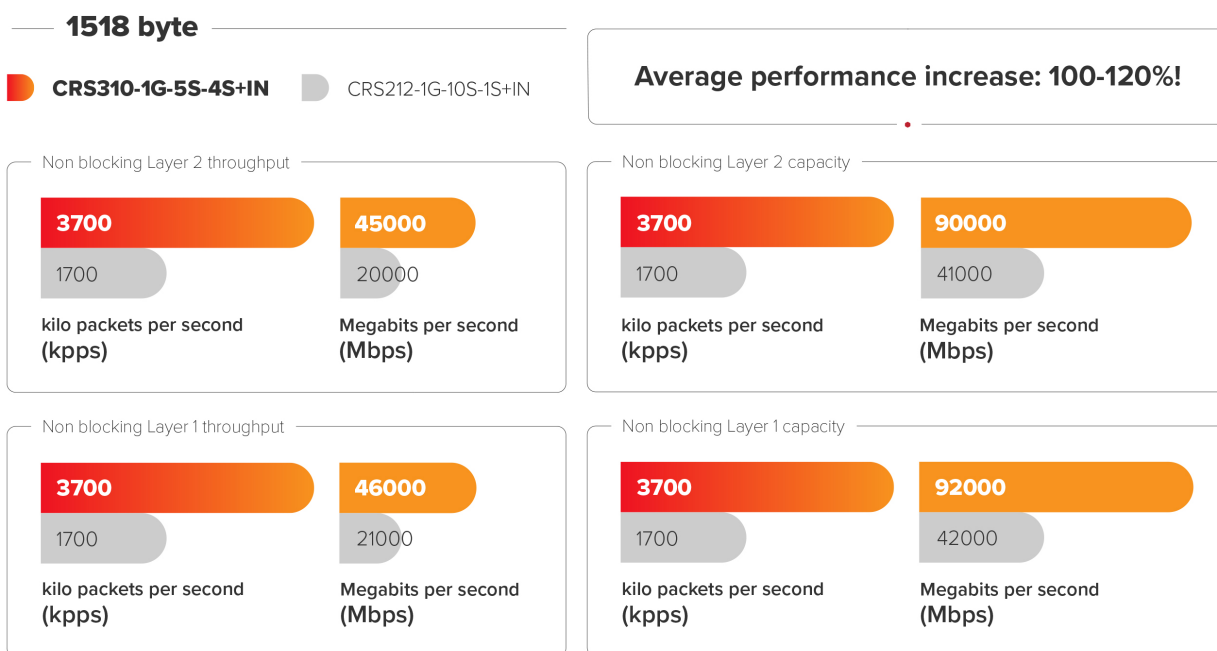 1518 byte
CRS310-1G-5S-4S+IN
CRS212-1G-10S-1S+IN
Average performance increase: 100-120%!
Non blocking Layer 2 throughput
3700
1700
kilo packets per second
(kpps)
45000
20000
Megabits per second
(Mbps)
Non blocking Layer 2 capacity
3700
1700
kilo packets per second
(kpps)
90000
41000
Megabits per second
(Mbps)
Non blocking Layer 1 throughput
3700
1700
kilo packets per second
(kpps)
46000
21000
Megabits per second
(Mbps)
Non blocking Layer 1 capacity
3700
1700
kilo packets per second
(kpps)
92000
42000
Megabits per second
(Mbps)